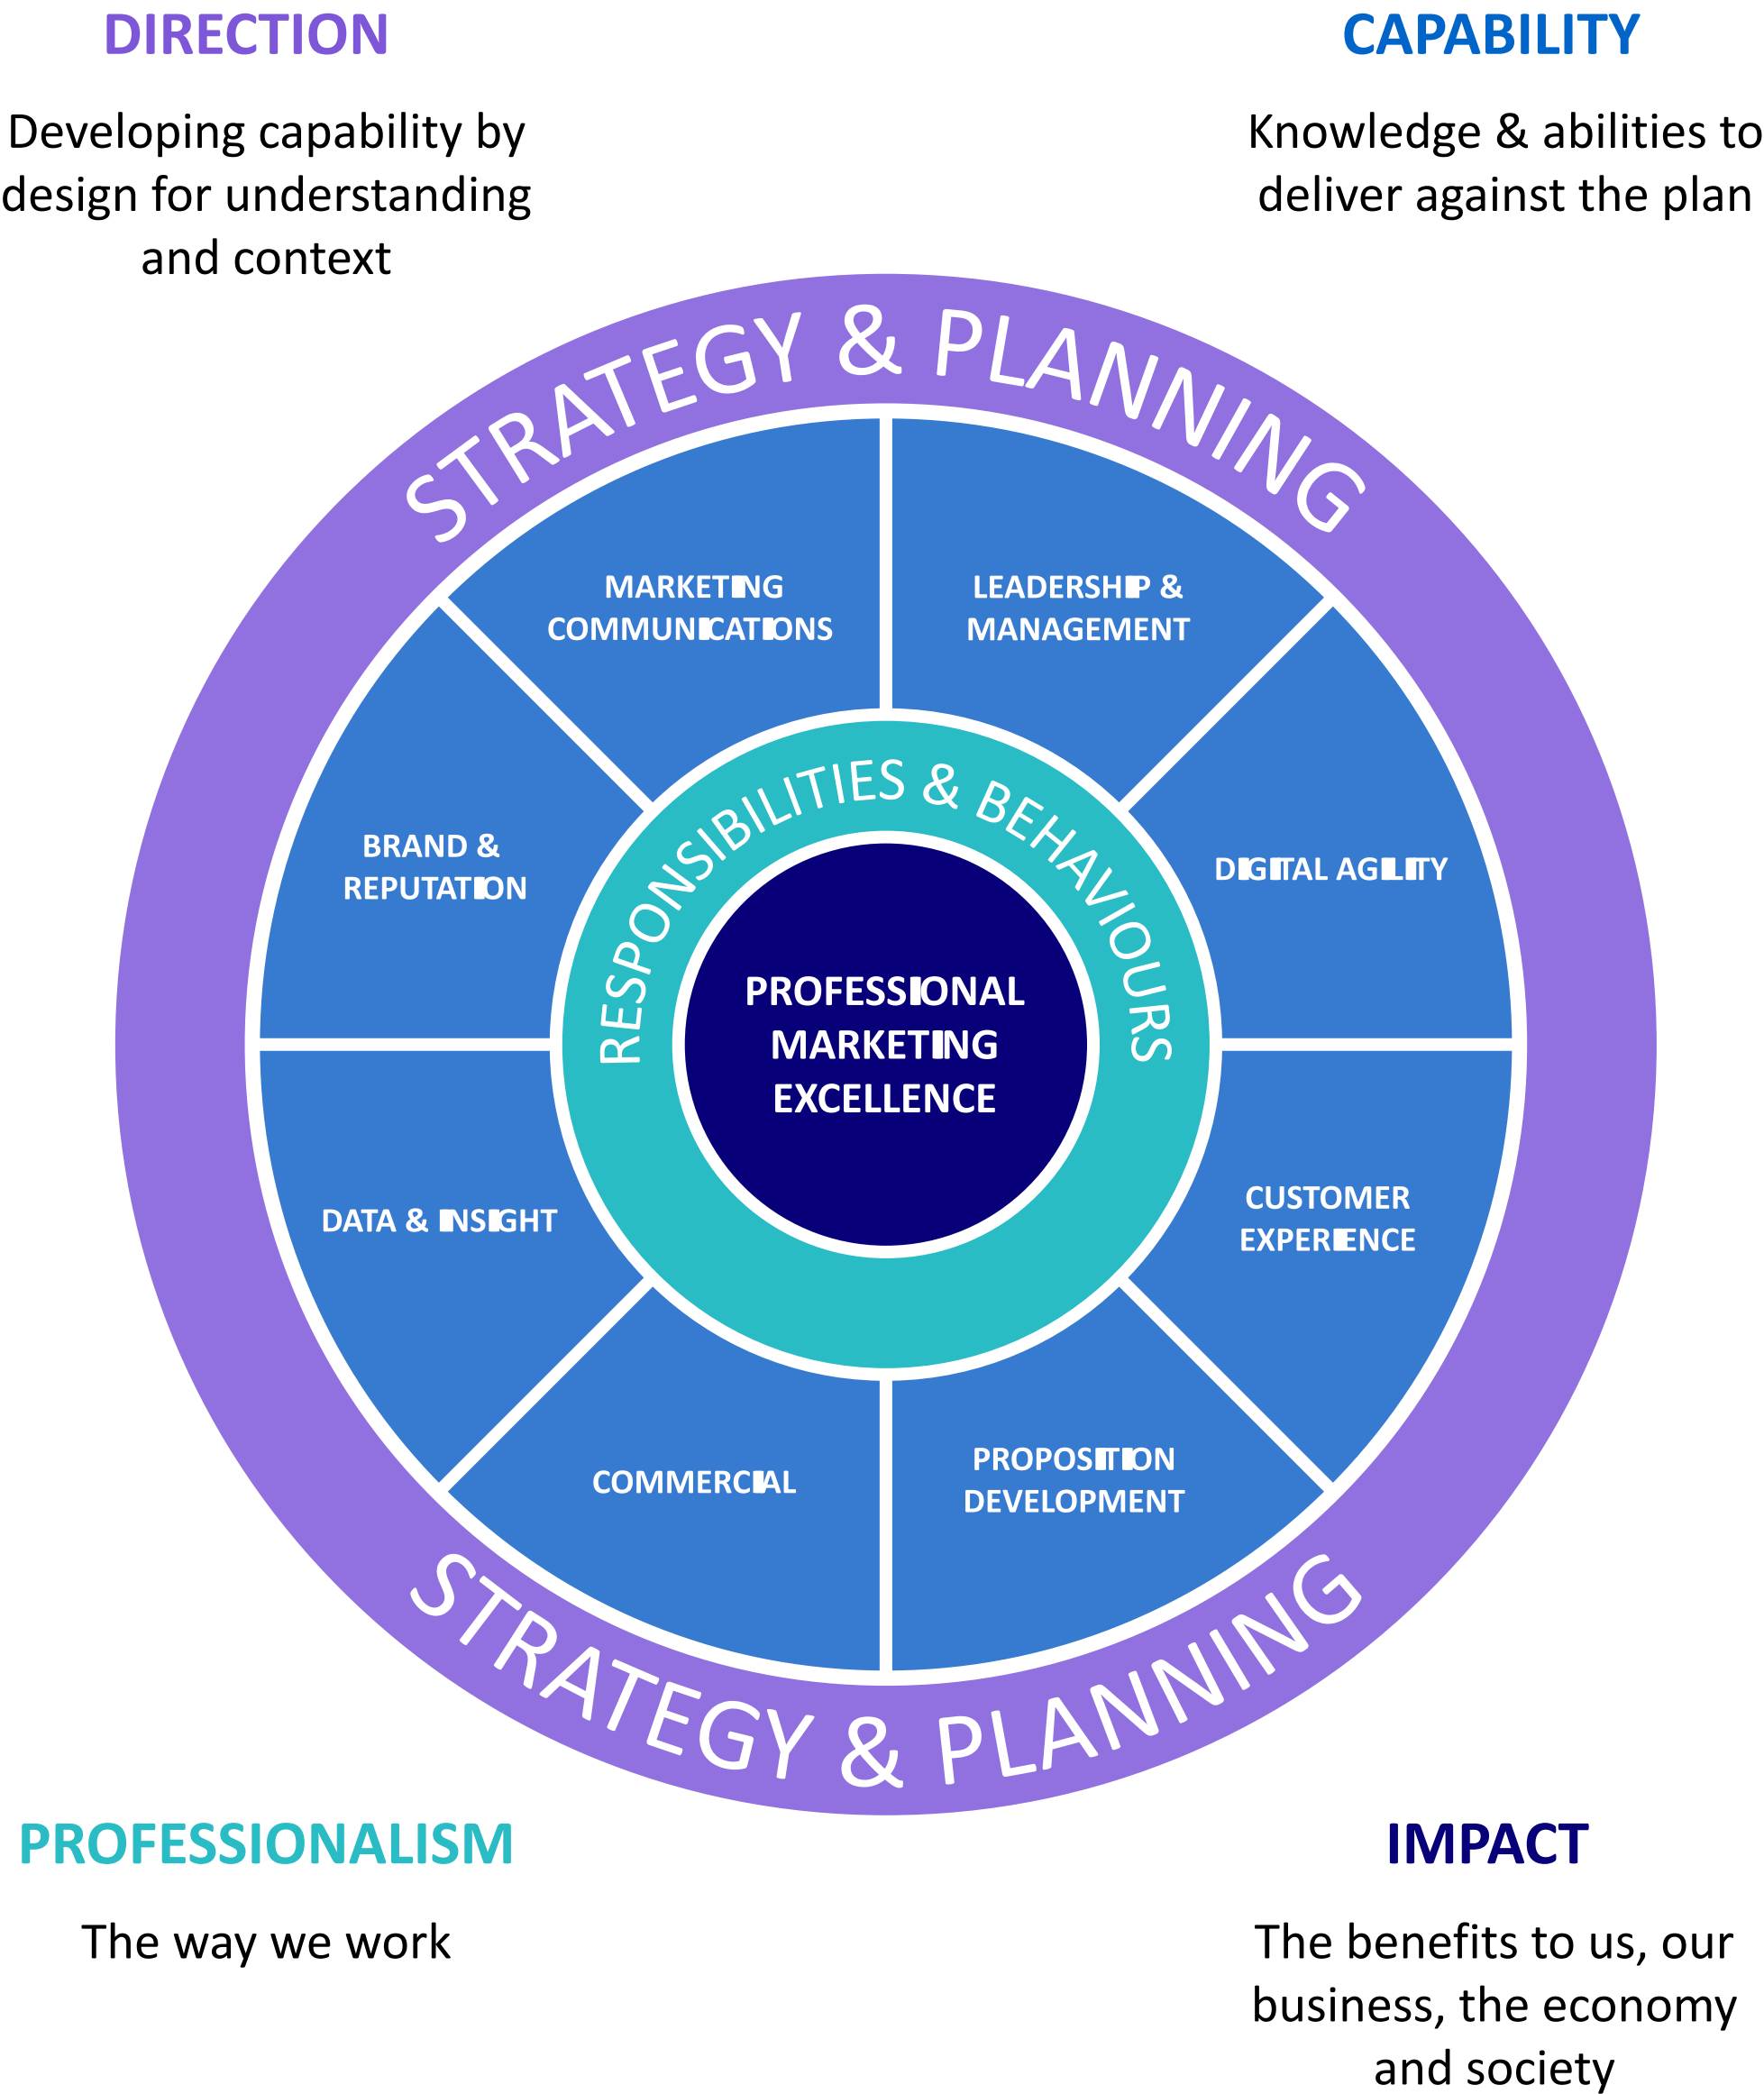 DIRECTION
Developing capability by
design for understanding
and context
CAPABILITY
Knowledge & abilities to
deliver against the plan
STRATEGY & PLANNING
MARKETING
COMMUNICATIONS
LEADERSHIP &
MANAGEMENT
BRAND &
REPUTATION
DIGITAL AGILITY
RESPONSIBILITIES & BEHAVIOURS
PROFESSIONAL
MARKETING
EXCELLENCE
DATA & INSIGHT
CUSTOMER
EXPERIENCE
COMMERCIAL
PROPOSITION
DEVELOPMENT
STRATEGY & PLANNING
PROFESSIONALISM
The way we work
IMPACT
The benefits to us, our
business, the economy
and society